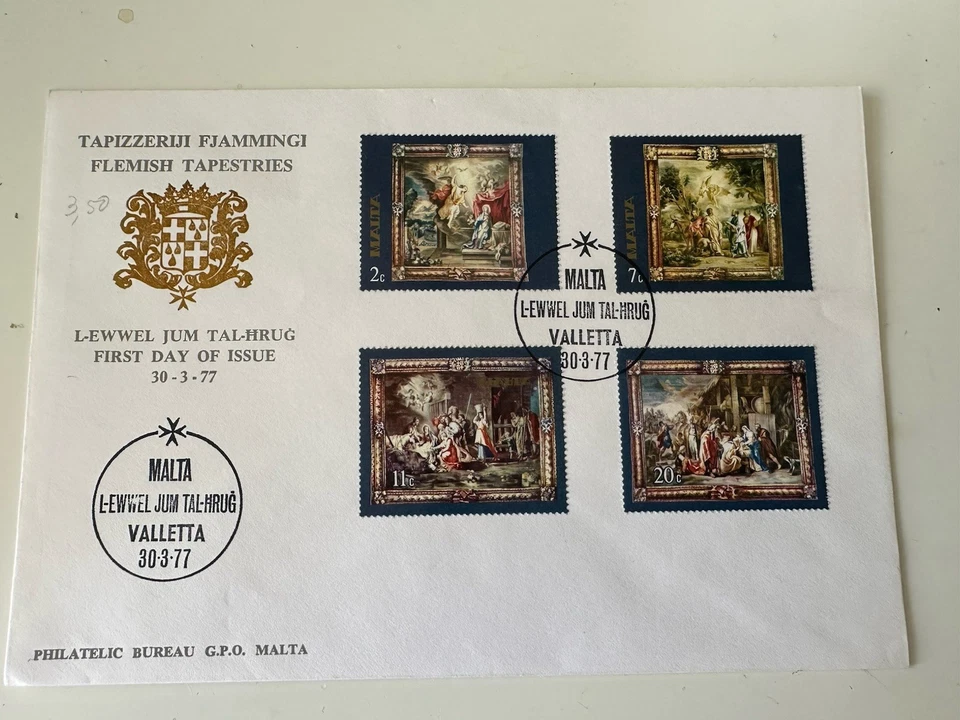 TAPIZZERIJI FJAMMINGI
FLEMISH TAPESTRIES
3,50
L-EWWEL JUM TAL-ĦRUĠ
FIRST DAY OF ISSUE
30-3-77
MALTA
L-EWWEL JUM TAL-ĦRUĠ
VALLETTA
30·3·77
PHILATELIC BUREAU G.P.O. MALTA
MALTA
2c
MALTA
7c
MALTA
L-EWWEL JUM TAL-ĦRUĠ
VALLETTA
30·3·77
11c
20c